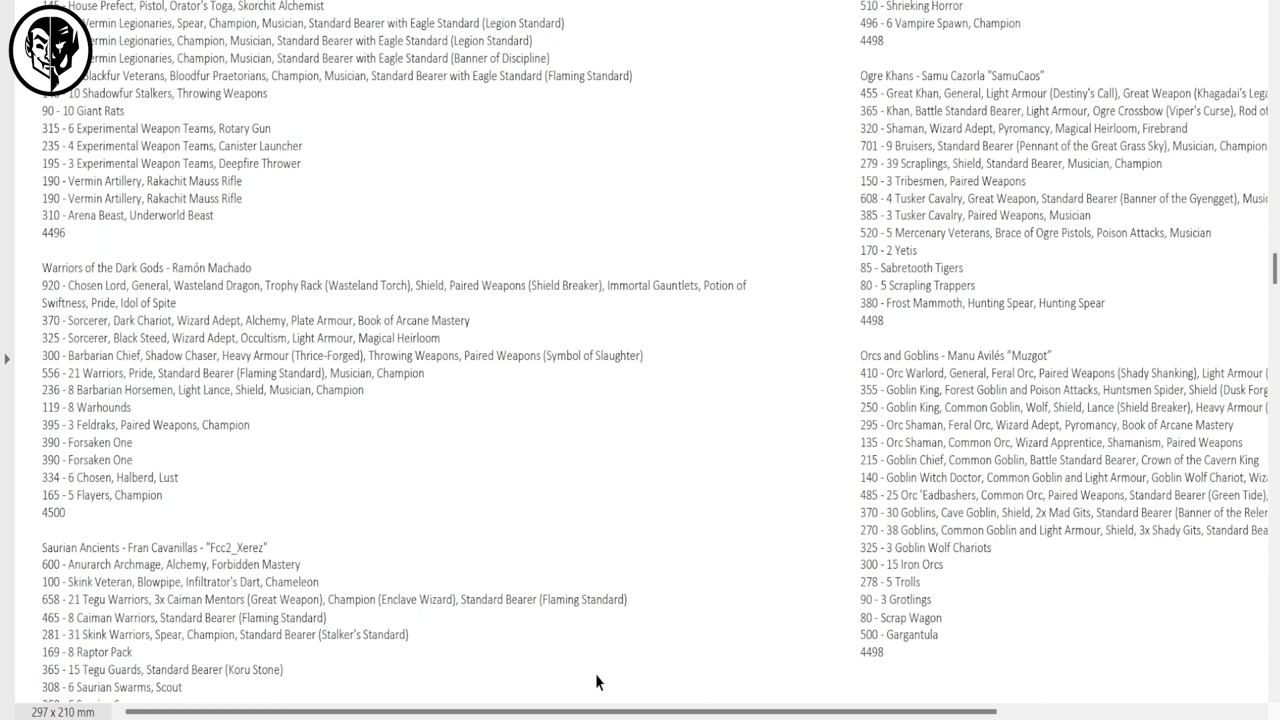 145 - House Prefect, Pistol, Orator's Toga, Skorchit Alchemist
Vermin Legionaries, Spear, Champion, Musician, Standard Bearer with Eagle Standard (Legion Standard)
Vermin Legionaries, Champion, Musician, Standard Bearer with Eagle Standard (Legion Standard)
Vermin Legionaries, Champion, Musician, Standard Bearer with Eagle Standard (Banner of Discipline)
Blackfur Veterans, Bloodfur Praetorians, Champion, Musician, Standard Bearer with Eagle Standard (Flaming Standard)
10 Shadowfur Stalkers, Throwing Weapons
90 - 10 Giant Rats
315 - 6 Experimental Weapon Teams, Rotary Gun
235 - 4 Experimental Weapon Teams, Canister Launcher
195 - 3 Experimental Weapon Teams, Deepfire Thrower
190 - Vermin Artillery, Rakachit Mauss Rifle
190 - Vermin Artillery, Rakachit Mauss Rifle
310 - Arena Beast, Underworld Beast
4496
Warriors of the Dark Gods - Ramón Machado
920 - Chosen Lord, General, Wasteland Dragon, Trophy Rack (Wasteland Torch), Shield, Paired Weapons (Shield Breaker), Immortal Gauntlets, Potion of
Swiftness, Pride, Idol of Spite
370 - Sorcerer, Dark Chariot, Wizard Adept, Alchemy, Plate Armour, Book of Arcane Mastery
325 - Sorcerer, Black Steed, Wizard Adept, Occultism, Light Armour, Magical Heirloom
300 - Barbarian Chief, Shadow Chaser, Heavy Armour (Thrice-Forged), Throwing Weapons, Paired Weapons (Symbol of Slaughter)
556 - 21 Warriors, Pride, Standard Bearer (Flaming Standard), Musician, Champion
236 - 8 Barbarian Horsemen, Light Lance, Shield, Musician, Champion
119 - 8 Warhounds
395 - 3 Feldraks, Paired Weapons, Champion
390 - Forsaken One
390 - Forsaken One
334 - 6 Chosen, Halberd, Lust
165 - 5 Flayers, Champion
4500
Saurian Ancients - Fran Cavanillas - "Fcc2_Xerez"
600 - Anurarch Archmage, Alchemy, Forbidden Mastery
100 - Skink Veteran, Blowpipe, Infiltrator's Dart, Chameleon
658 - 21 Tegu Warriors, 3x Caiman Mentors (Great Weapon), Champion (Enclave Wizard), Standard Bearer (Flaming Standard)
465 - 8 Caiman Warriors, Standard Bearer (Flaming Standard)
281 - 31 Skink Warriors, Spear, Champion, Standard Bearer (Stalker's Standard)
169 - 8 Raptor Pack
365 - 15 Tegu Guards, Standard Bearer (Koru Stone)
308 - 6 Saurian Swarms, Scout
510 - Shrieking Horror
496 - 6 Vampire Spawn, Champion
4498
Ogre Khans - Samu Cazorla "SamuCaos"
455 - Great Khan, General, Light Armour (Destiny's Call), Great Weapon (Khagadai's Lega
365 - Khan, Battle Standard Bearer, Light Armour, Ogre Crossbow (Viper's Curse), Rod of
320 - Shaman, Wizard Adept, Pyromancy, Magical Heirloom, Firebrand
701 - 9 Bruisers, Standard Bearer (Pennant of the Great Grass Sky), Musician, Champion
279 - 39 Scraplings, Shield, Standard Bearer, Musician, Champion
150 - 3 Tribesmen, Paired Weapons
608 - 4 Tusker Cavalry, Great Weapon, Standard Bearer (Banner of the Gyengget), Music
385 - 3 Tusker Cavalry, Paired Weapons, Musician
520 - 5 Mercenary Veterans, Brace of Ogre Pistols, Poison Attacks, Musician
170 - 2 Yetis
85 - Sabretooth Tigers
80 - 5 Scrapling Trappers
380 - Frost Mammoth, Hunting Spear, Hunting Spear
4498
Orcs and Goblins - Manu Avilés “Muzgot”
410 - Orc Warlord, General, Feral Orc, Paired Weapons (Shady Shanking), Light Armour (
355 - Goblin King, Forest Goblin and Poison Attacks, Huntsmen Spider, Shield (Dusk Forg
250 - Goblin King, Common Goblin, Wolf, Shield, Lance (Shield Breaker), Heavy Armour (
295 - Orc Shaman, Feral Orc, Wizard Adept, Pyromancy, Book of Arcane Mastery
135 - Orc Shaman, Common Orc, Wizard Apprentice, Shamanism, Paired Weapons
215 - Goblin Chief, Common Goblin, Battle Standard Bearer, Crown of the Cavern King
140 - Goblin Witch Doctor, Common Goblin and Light Armour, Goblin Wolf Chariot, Wiz
485 - 25 Orc 'Eadbashers, Common Orc, Paired Weapons, Standard Bearer (Green Tide),
370 - 30 Goblins, Cave Goblin, Shield, 2x Mad Gits, Standard Bearer (Banner of the Relen
270 - 38 Goblins, Common Goblin and Light Armour, Shield, 3x Shady Gits, Standard Bea
325 - 3 Goblin Wolf Chariots
300 - 15 Iron Orcs
278 - 5 Trolls
90 - 3 Grotlings
80 - Scrap Wagon
500 - Gargantula
4498
297 x 210 mm